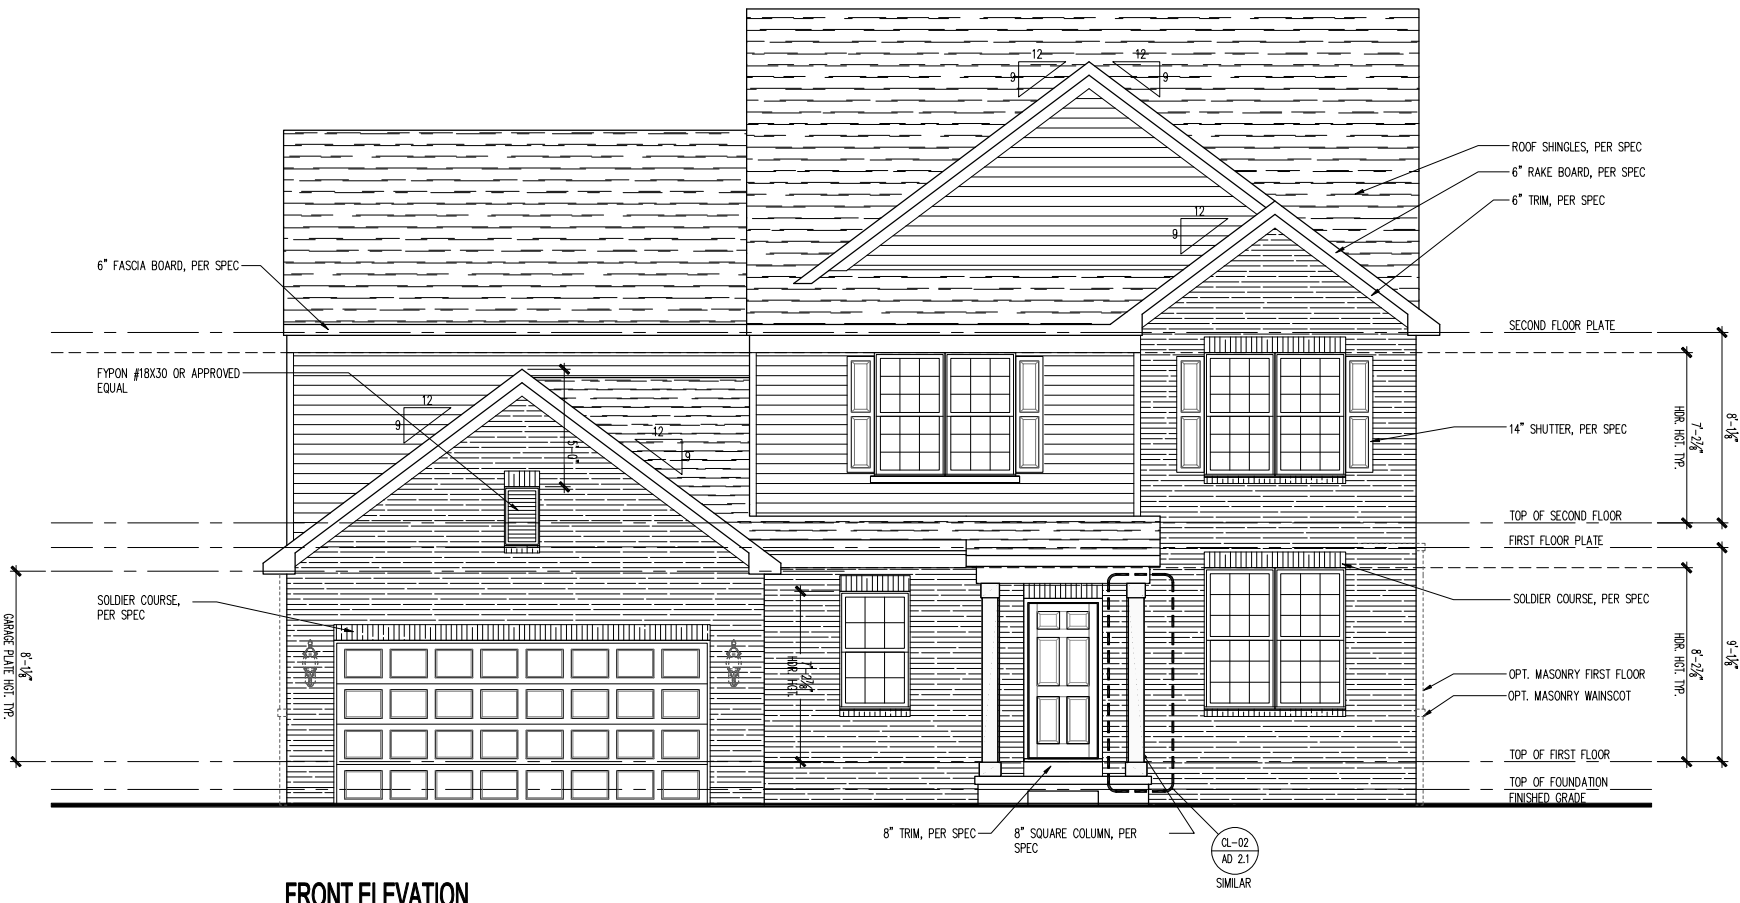 12
12
9
9
ROOF SHINGLES, PER SPEC
6" RAKE BOARD, PER SPEC
6" TRIM, PER SPEC
12
9
6" FASCIA BOARD, PER SPEC
SECOND FLOOR PLATE
FYPON #18X30 OR APPROVED
EQUAL
12
9
12
9
5'-0"
14" SHUTTER, PER SPEC
7'-2⅞"
HDR. HGT. TYP.
8'-1⅛"
TOP OF SECOND FLOOR
FIRST FLOOR PLATE
SOLDIER COURSE,
PER SPEC
SOLDIER COURSE, PER SPEC
8'-1⅛"
GARAGE PLATE HGT. TYP.
7'-2⅞"
HDR. HGT.
8'-2⅞"
HDR. HGT. TYP.
9'-1⅛"
OPT. MASONRY FIRST FLOOR
OPT. MASONRY WAINSCOT
TOP OF FIRST FLOOR
TOP OF FOUNDATION
FINISHED GRADE
8" TRIM, PER SPEC
8" SQUARE COLUMN, PER
SPEC
CL-02
AD 2.1
SIMILAR
FRONT ELEVATION